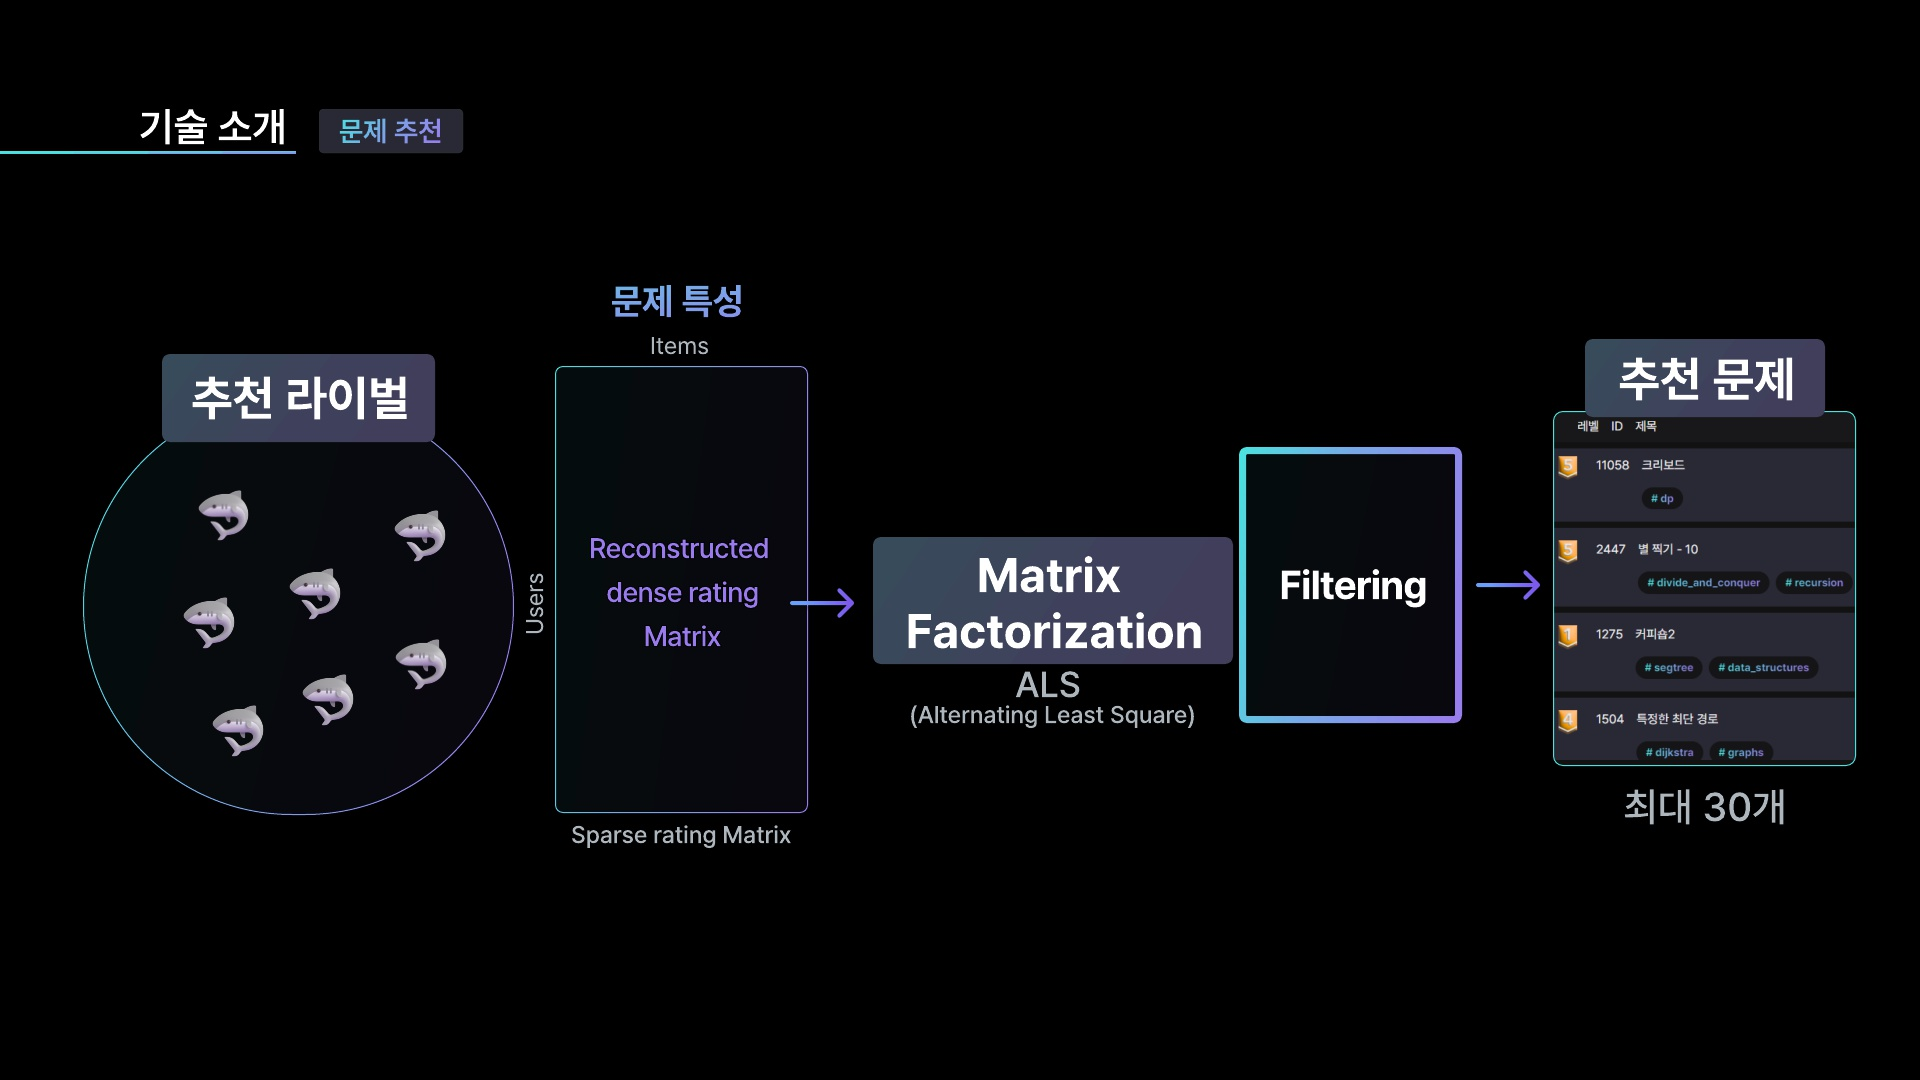 기술 소개
문제 추천
추천 라이벌
문제 특성
Items
Users
Reconstructed
dense rating
Matrix
Sparse rating Matrix
Matrix
Factorization
ALS
(Alternating Least Square)
Filtering
추천 문제
레벨 ID 제목
5 11058 크리보드
# dp
5 2447 별 찍기 - 10
# divide_and_conquer # recursion
1 1275 커피숍2
# segtree # data_structures
4 1504 특정한 최단 경로
# dijkstra # graphs
최대 30개